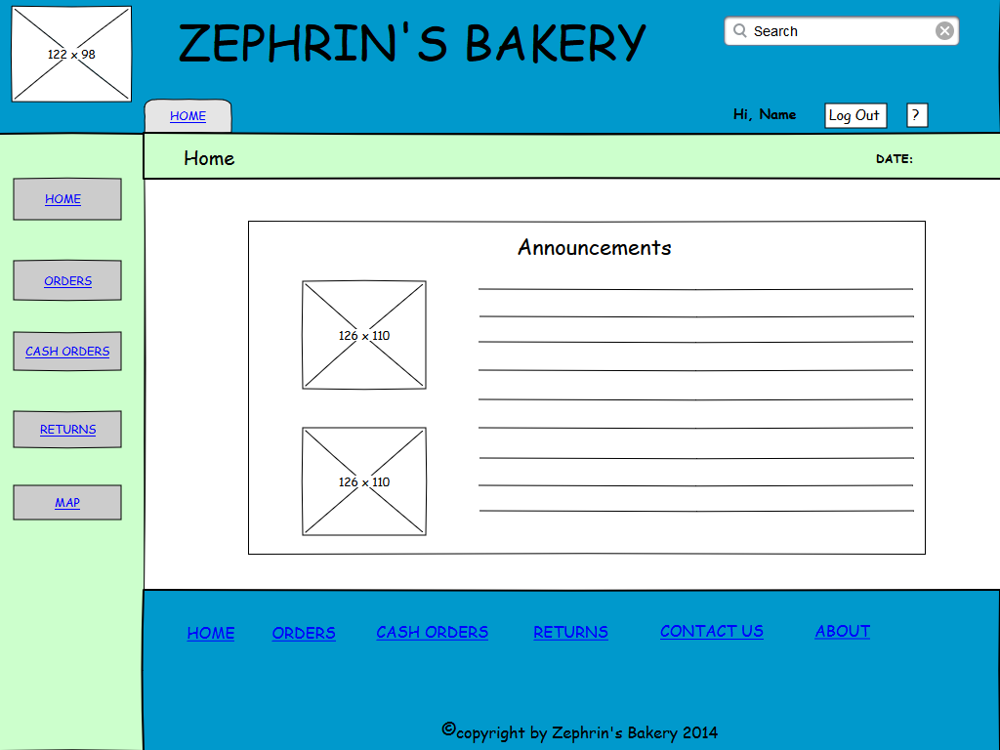 122 x 98
ZEPHRIN'S BAKERY
Search
HOME
Hi, Name
Log Out
?
Home
DATE:
HOME
ORDERS
CASH ORDERS
RETURNS
MAP
Announcements
126 x 110
126 x 110
HOME ORDERS CASH ORDERS RETURNS CONTACT US ABOUT
©copyright by Zephrin's Bakery 2014